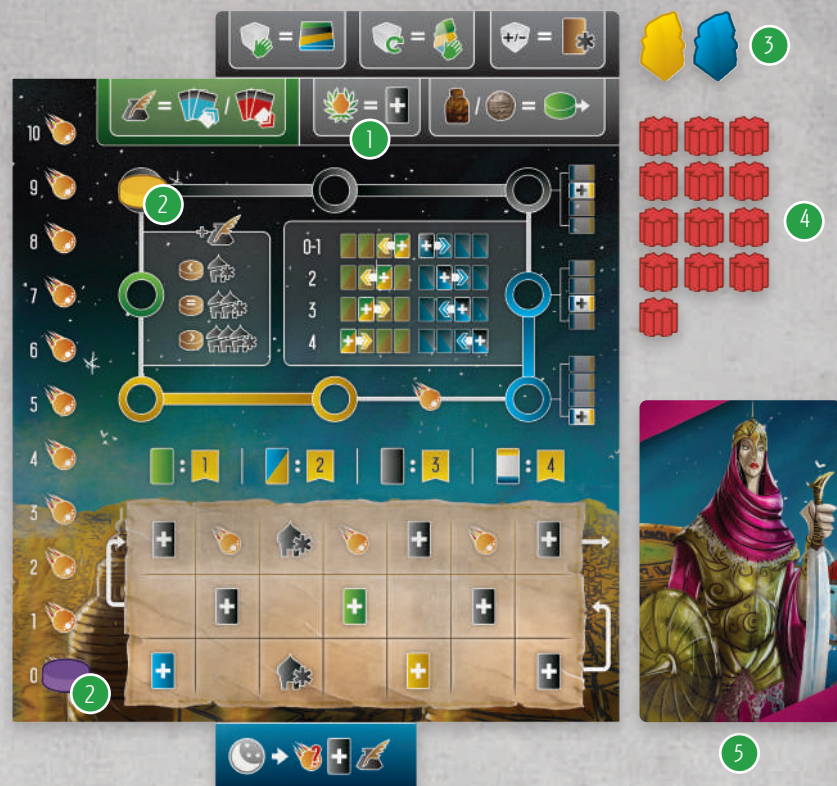 = = +/- =
= / = + / =
1
3
10
9
2
4
8
7
6
5
4
3
2
1
0
+
0-1 + +
2 + +
=
3 + +
4 + +
+
+
+
: 1 : 2 : 3 : 4
+ + +
+ + +
+ + +
2
5
? +